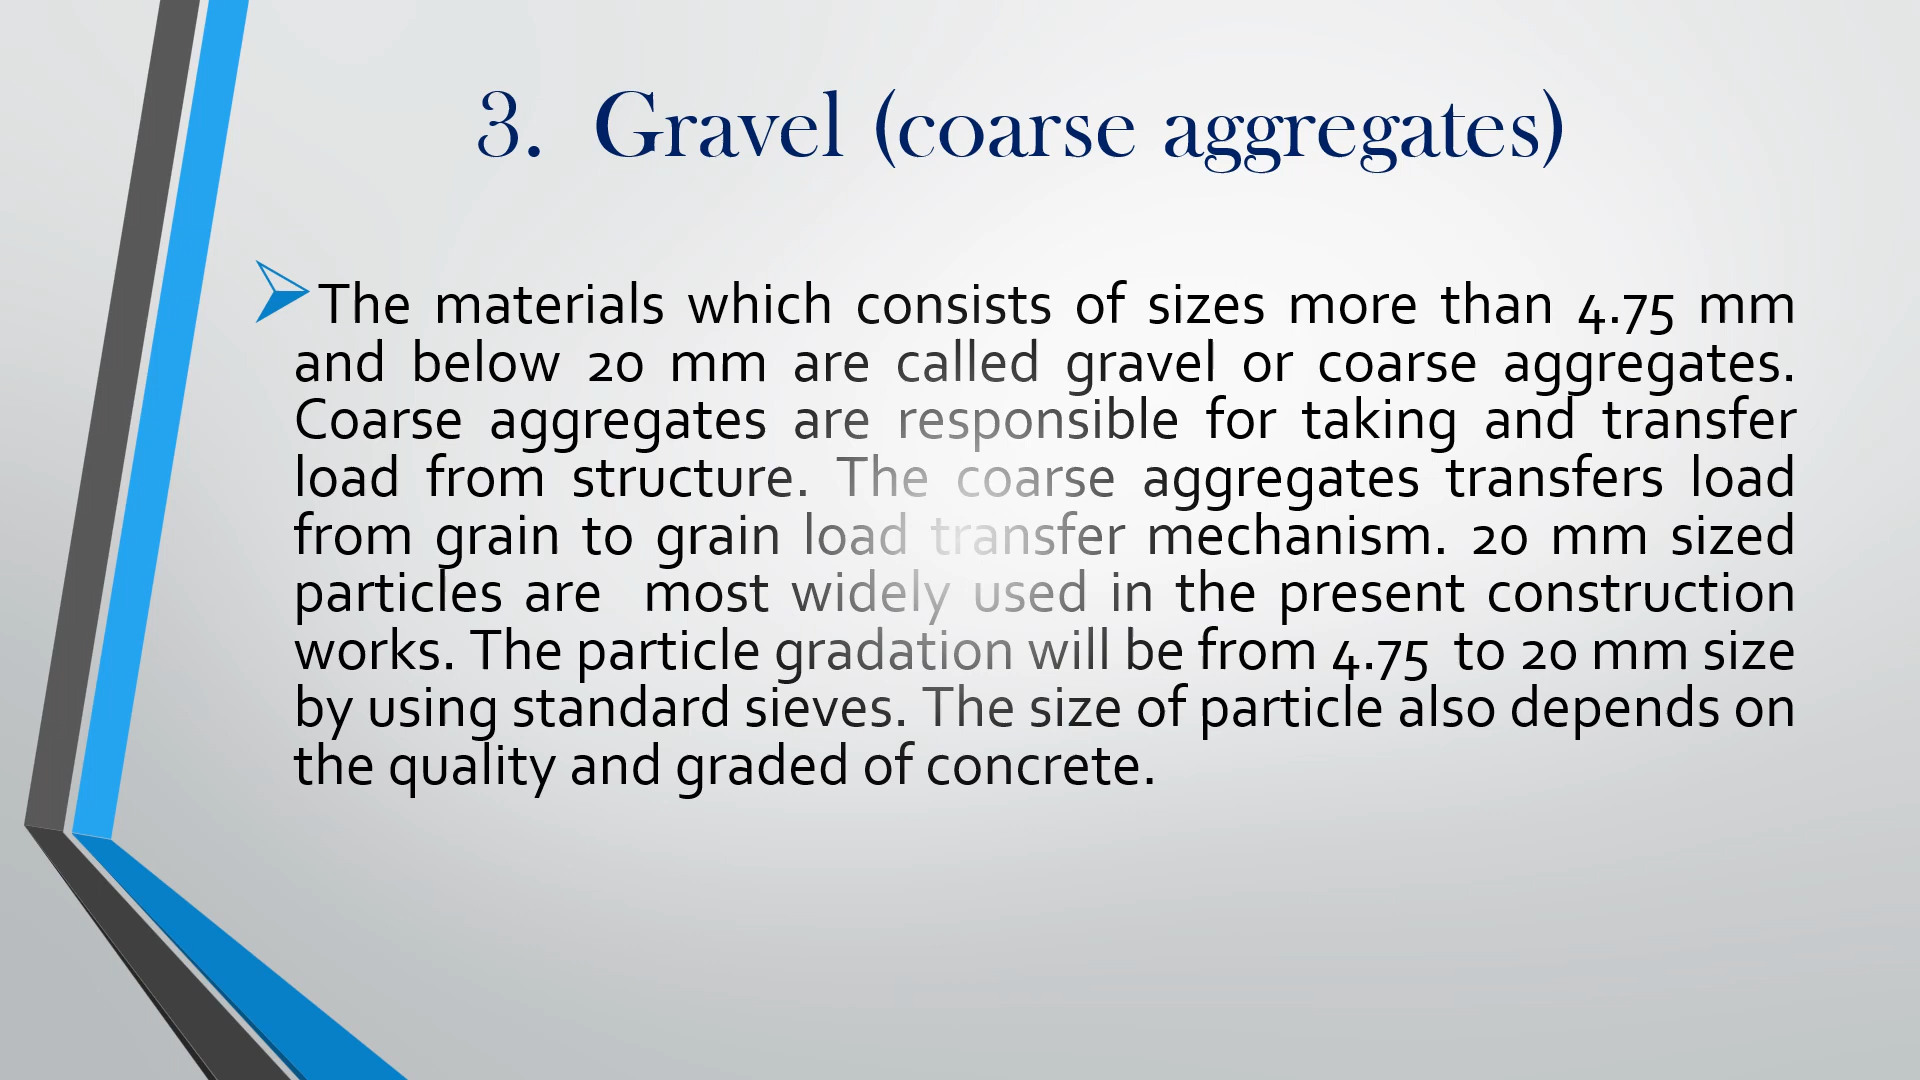 3. Gravel (coarse aggregates)
The materials which consists of sizes more than 4.75 mm
and below 20 mm are called gravel or coarse aggregates.
Coarse aggregates are responsible for taking and transfer
load from structure. The coarse aggregates transfers load
from grain to grain load transfer mechanism. 20 mm sized
particles are most widely used in the present construction
works. The particle gradation will be from 4.75 to 20 mm size
by using standard sieves. The size of particle also depends on
the quality and graded of concrete.